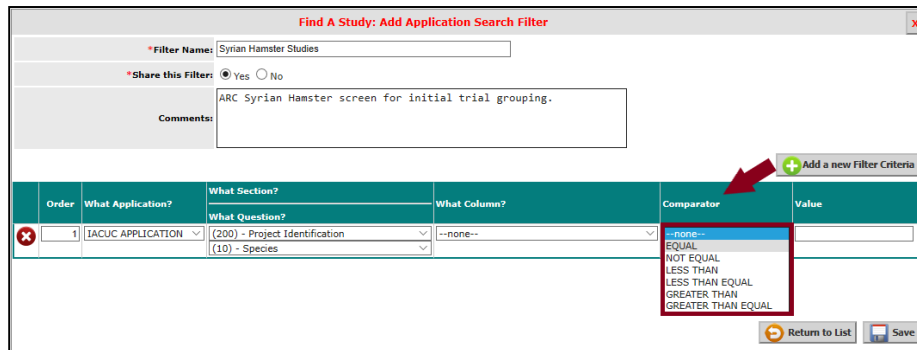 Find A Study: Add Application Search Filter
x
*Filter Name: Syrian Hamster Studies
*Share this Filter: Yes No
Comments: ARC Syrian Hamster screen for initial trial grouping.
Add a new Filter Criteria
Order What Application? What Section? What Question? What Column? Comparator Value
1 IACUC APPLICATION (200) - Project Identification --none-- --none--
(10) - Species
EQUAL
NOT EQUAL
LESS THAN
LESS THAN EQUAL
GREATER THAN
GREATER THAN EQUAL
Return to List Save